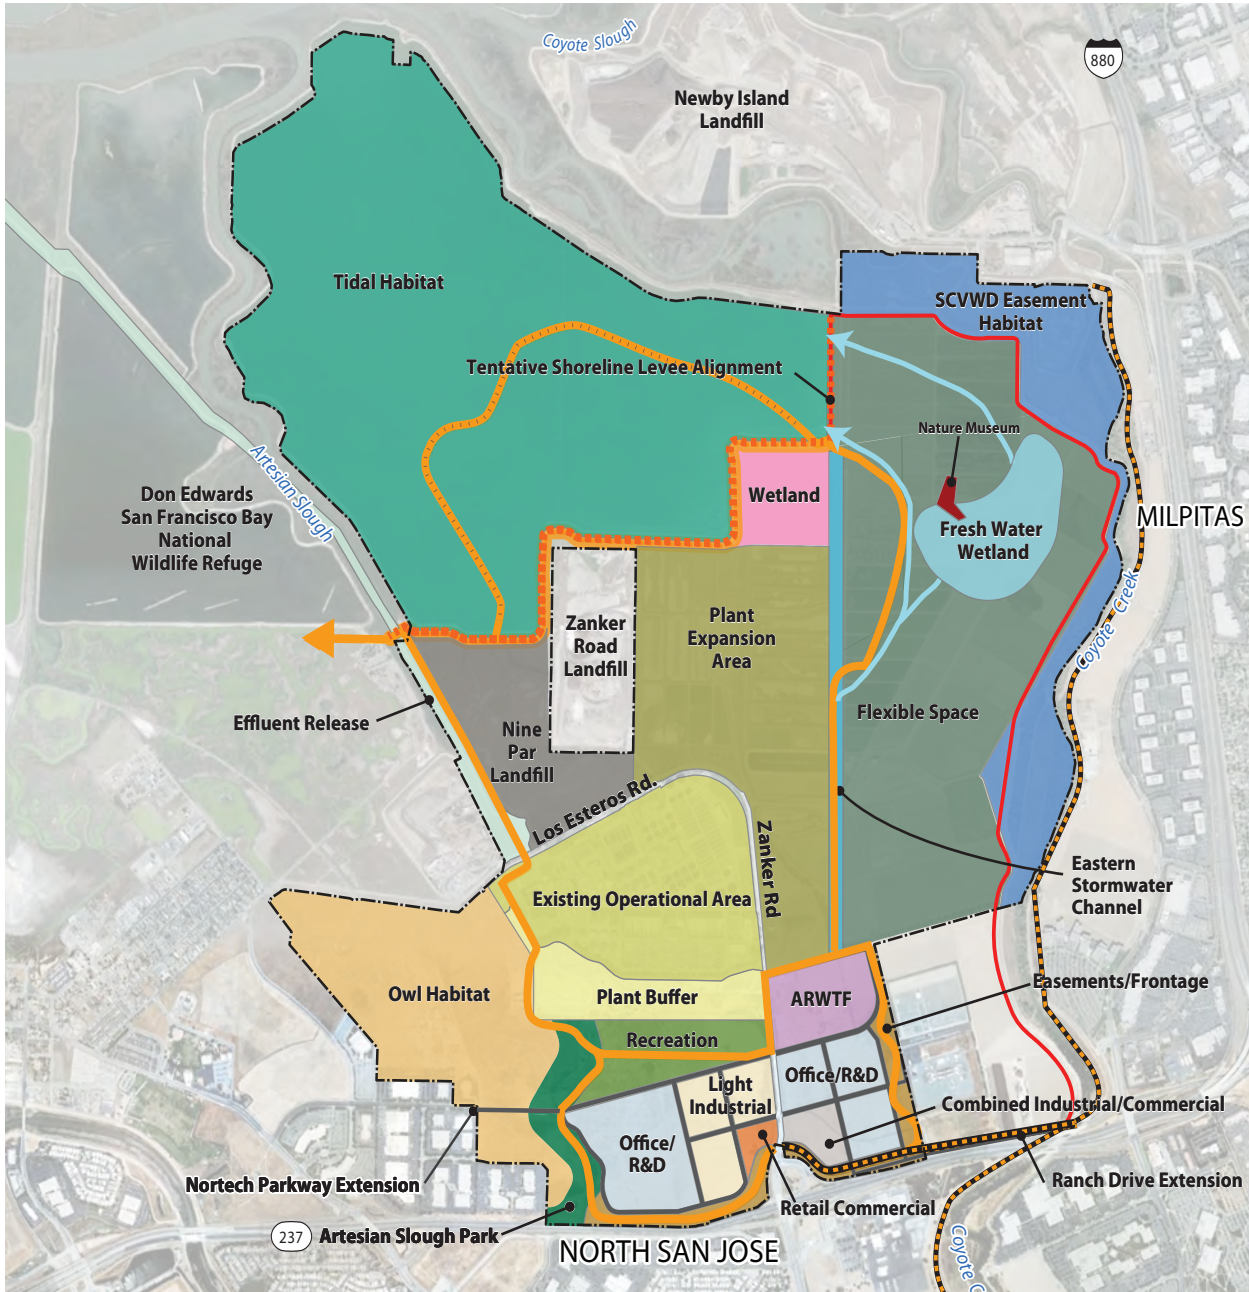 Coyote Slough
880
Newby Island
Landfill
Tidal Habitat
SCVWD Easement
Habitat
Tentative Shoreline Levee Alignment
Nature Museum
Artesian Slough
Don Edwards
San Francisco Bay
National
Wildlife Refuge
Wetland
MILPITAS
Fresh Water
Wetland
Coyote Creek
Zanker
Road
Landfill
Plant
Expansion
Area
Effluent Release
Flexible Space
Nine
Par
Landfill
Los Esteros Rd.
Zanker Rd
Eastern
Stormwater
Channel
Existing Operational Area
Easements/Frontage
Owl Habitat
Plant Buffer
ARWTF
Recreation
Office/R&D
Light
Industrial
Combined Industrial/Commercial
Office/
R&D
Nortech Parkway Extension
Ranch Drive Extension
Retail Commercial
237
Artesian Slough Park
NORTH SAN JOSE
Coyote C